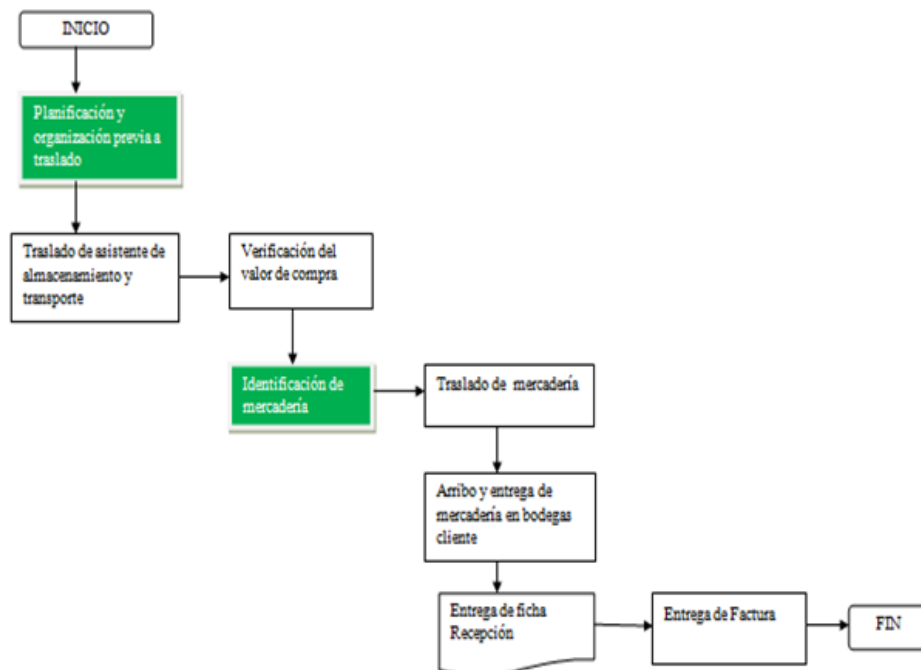 INICIO
Planificación y
organización previa a
traslado
Traslado de asistente de
almacenamiento y
transporte
Verificación del
valor de compra
Identificación de
mercadería
Traslado de mercadería
Arribo y entrega de
mercadería en bodegas
cliente
Entrega de ficha
Recepción
Entrega de Factura
FIN